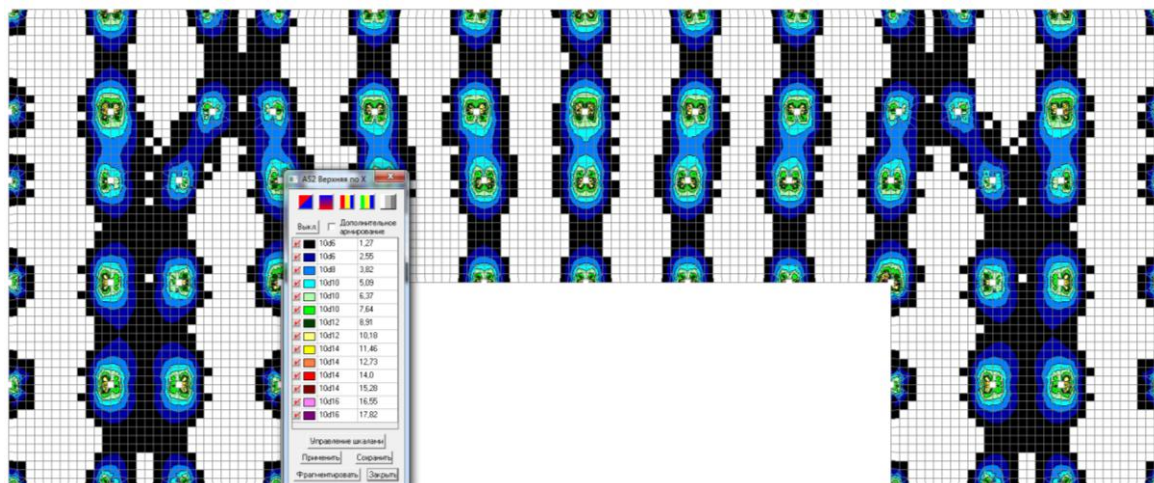 AS2 Верхняя по X
Выкл.
Дополнительное
армирование
10d6 1,27
10d6 2,55
10d8 3,82
10d10 5,09
10d10 6,37
10d10 7,64
10d12 8,91
10d12 10,18
10d14 11,46
10d14 12,73
10d14 14,0
10d14 15,28
10d16 16,55
10d16 17,82
Управление шкалами
Применить Сохранить
Фрагментировать Закрыть